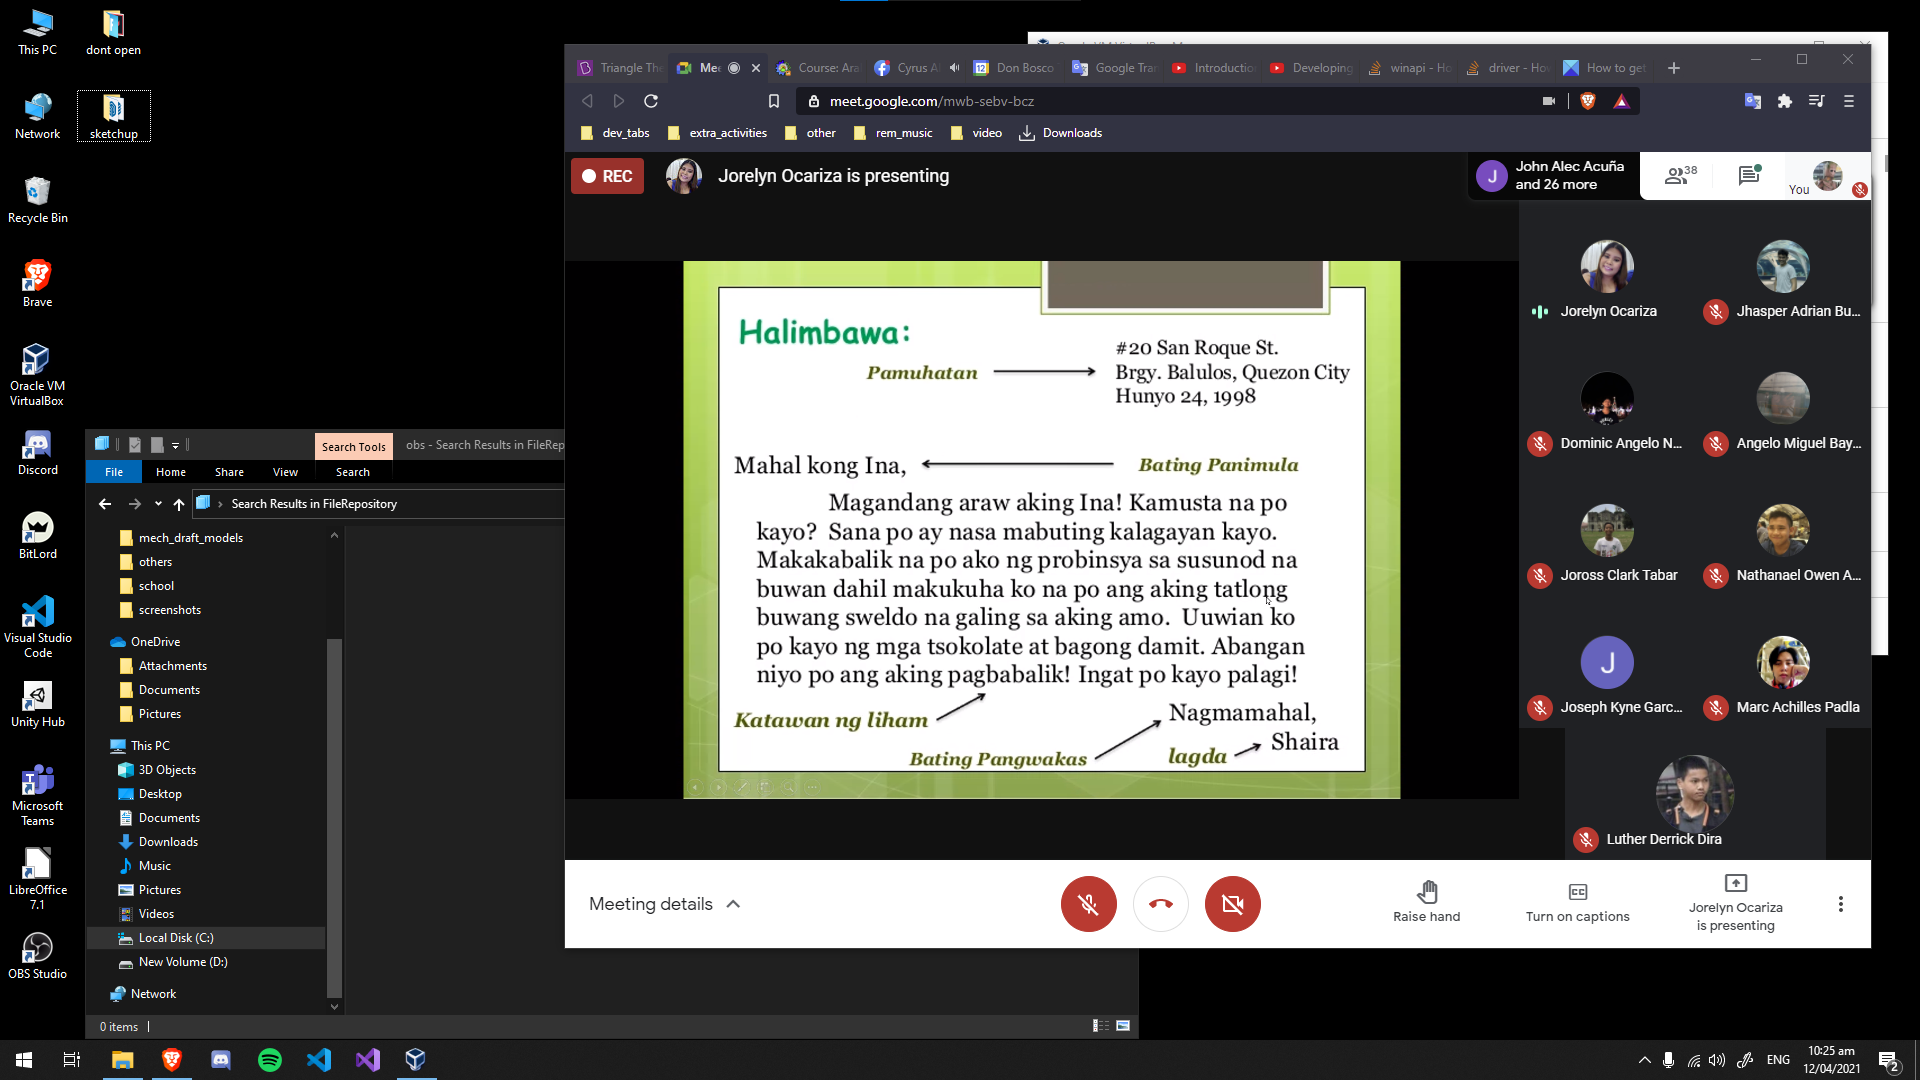 This PC
dont open
Network
sketchup
Recycle Bin
Brave
Oracle VM
VirtualBox
Discord
BitLord
Visual Studio
Code
Unity Hub
Microsoft
Teams
LibreOffice
7.1
OBS Studio
Search Tools
obs - Search Results in FileRep
File
Home
Share
View
Search
Search Results in FileRepository
mech_draft_models
others
school
screenshots
OneDrive
Attachments
Documents
Pictures
This PC
3D Objects
Desktop
Documents
Downloads
Music
Pictures
Videos
Local Disk (C:)
New Volume (D:)
Network
0 items
Triangle The
Mee
Course: Ara
Cyrus A
Don Bosco
Google Tran
Introductio
Developing
winapi - Ho
driver - How
How to get
meet.google.com/mwb-sebv-bcz
dev_tabs
extra_activities
other
rem_music
video
Downloads
REC
Jorelyn Ocariza is presenting
John Alec Acuña
and 26 more
38
You
Halimbawa:
Pamuhatan
#20 San Roque St.
Brgy. Balulos, Quezon City
Hunyo 24, 1998
Mahal kong Ina,
Bating Panimula
Magandang araw aking Ina! Kamusta na po
kayo? Sana po ay nasa mabuting kalagayan kayo.
Makakabalik na po ako ng probinsya sa susunod na
buwan dahil makukuha ko na po ang aking tatlong
buwang sweldo na galing sa aking amo. Uuwian ko
po kayo ng mga tsokolate at bagong damit. Abangan
niyo po ang aking pagbabalik! Ingat po kayo palagi!
Katawan ng liham
Nagmamahal,
Bating Pangwakas
lagda
Shaira
Jorelyn Ocariza
Jhasper Adrian Bu...
Dominic Angelo N...
Angelo Miguel Bay...
Joross Clark Tabar
Nathanael Owen A...
J
Joseph Kyne Garc...
Marc Achilles Padla
Luther Derrick Dira
Meeting details
Raise hand
Turn on captions
Jorelyn Ocariza
is presenting
ENG
10:25 am
12/04/2021
2